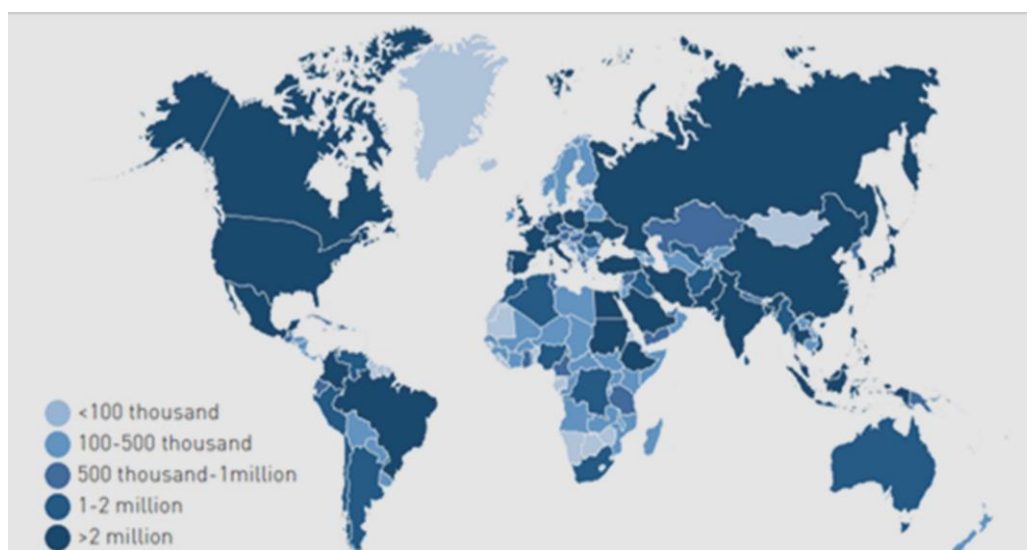 <100 thousand
100-500 thousand
500 thousand-1million
1-2 million
>2 million